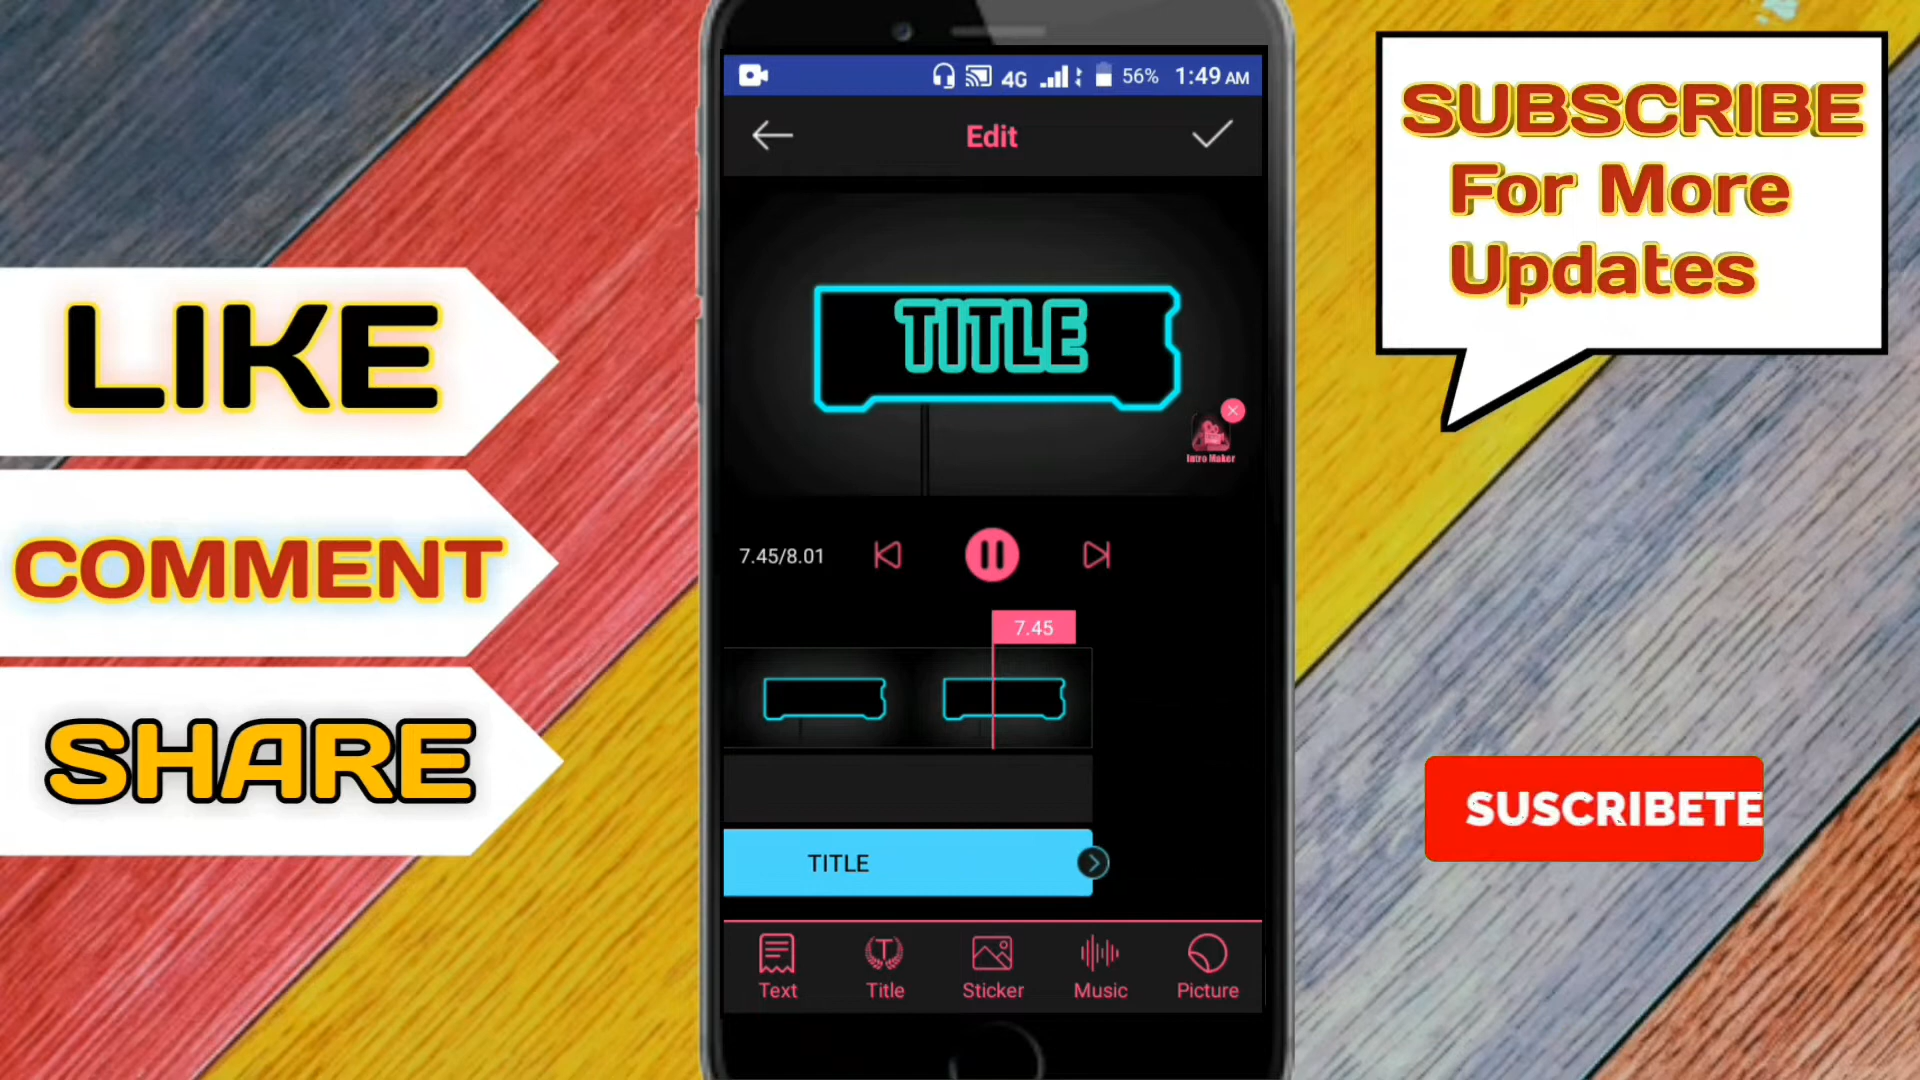 LIKE
COMMENT
SHARE
4G 56% 1:49 AM
Edit
TITLE
Intro Maker
7.45/8.01
7.45
TITLE
Text Title Sticker Music Picture
SUBSCRIBE
For More
Updates
SUSCRIBETE